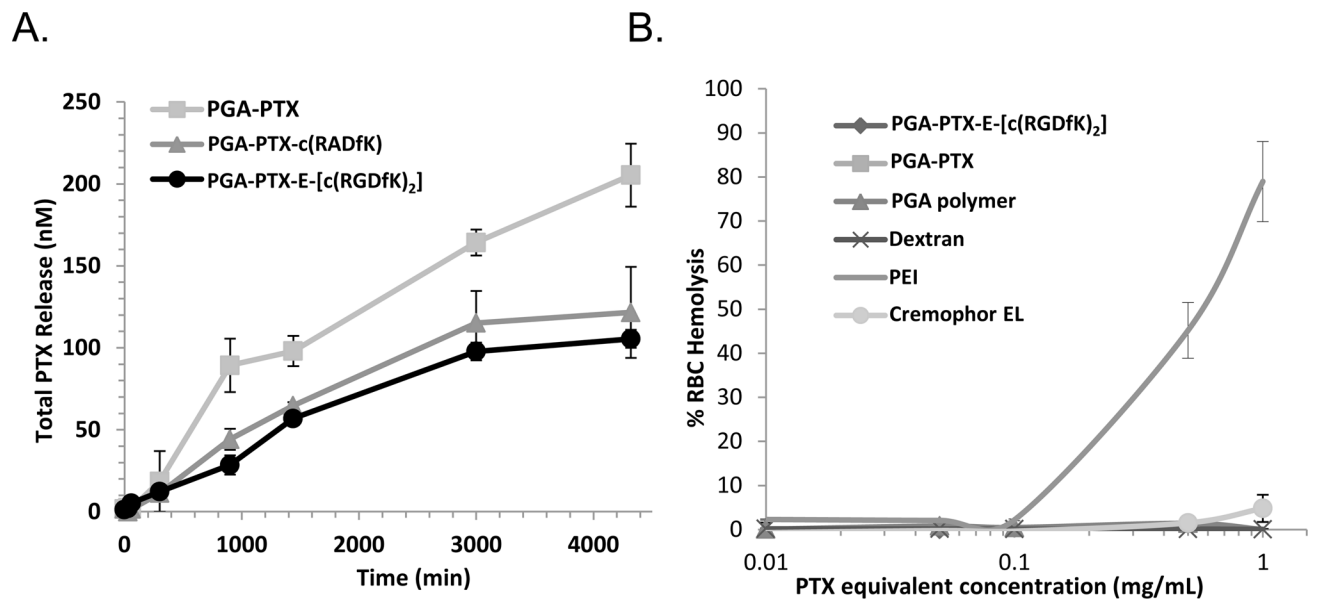 A.
250
200
150
100
50
0
Total PTX Release (nM)
PGA-PTX
PGA-PTX-c(RADfK)
PGA-PTX-E-[c(RGDfK)2]
0 1000 2000 3000 4000
Time (min)
B.
100
90
80
70
60
50
40
30
20
10
0
% RBC Hemolysis
PGA-PTX-E-[c(RGDfK)2]
PGA-PTX
PGA polymer
Dextran
PEI
Cremophor EL
0.01 0.1 1
PTX equivalent concentration (mg/mL)